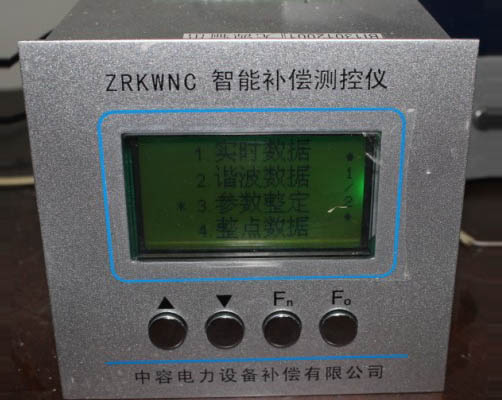 ZRKWNC 智能补偿测控仪
1 实时数据
2 谐波数据
* 3 参数整定
4 整点数据
1/2
▲ ▼ Fn Fo
中容电力设备补偿有限公司